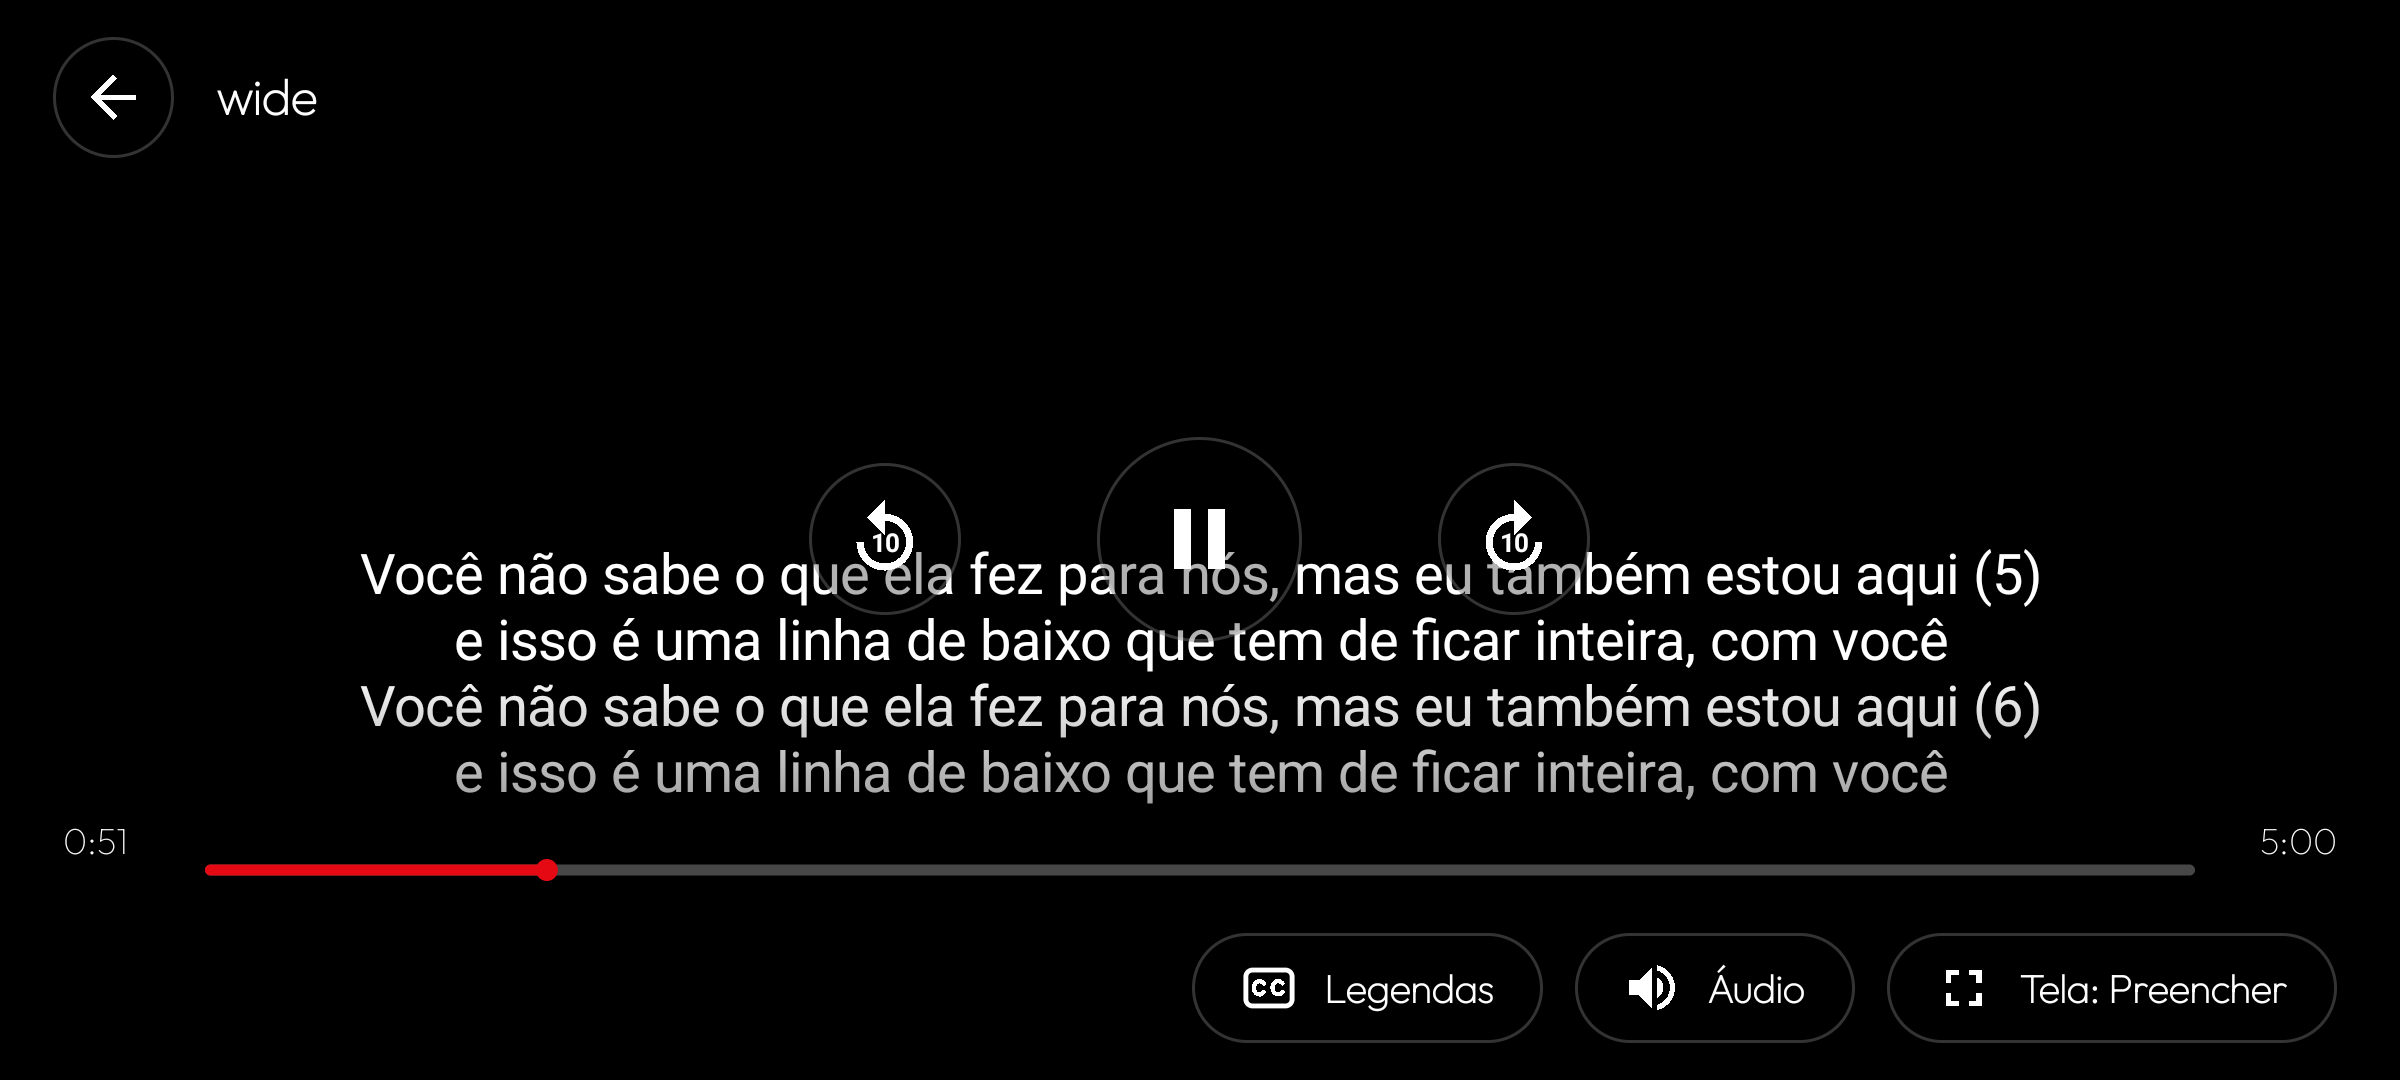 wide
10
10
Você não sabe o que ela fez para nós, mas eu também estou aqui (5)
e isso é uma linha de baixo que tem de ficar inteira, com você
Você não sabe o que ela fez para nós, mas eu também estou aqui (6)
e isso é uma linha de baixo que tem de ficar inteira, com você
0:51
5:00
CC Legendas
Áudio
Tela: Preencher